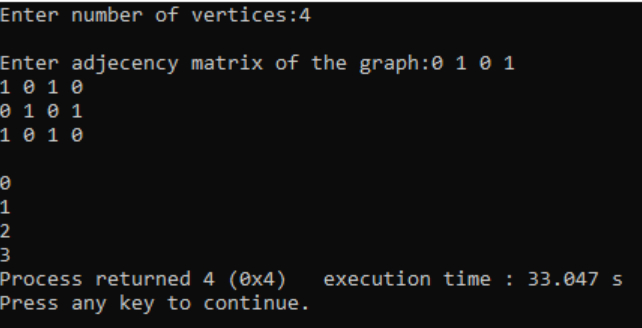 Enter number of vertices:4
Enter adjecency matrix of the graph:0 1 0 1
1 0 1 0
0 1 0 1
1 0 1 0
0
1
2
3
Process returned 4 (0x4)   execution time : 33.047 s
Press any key to continue.